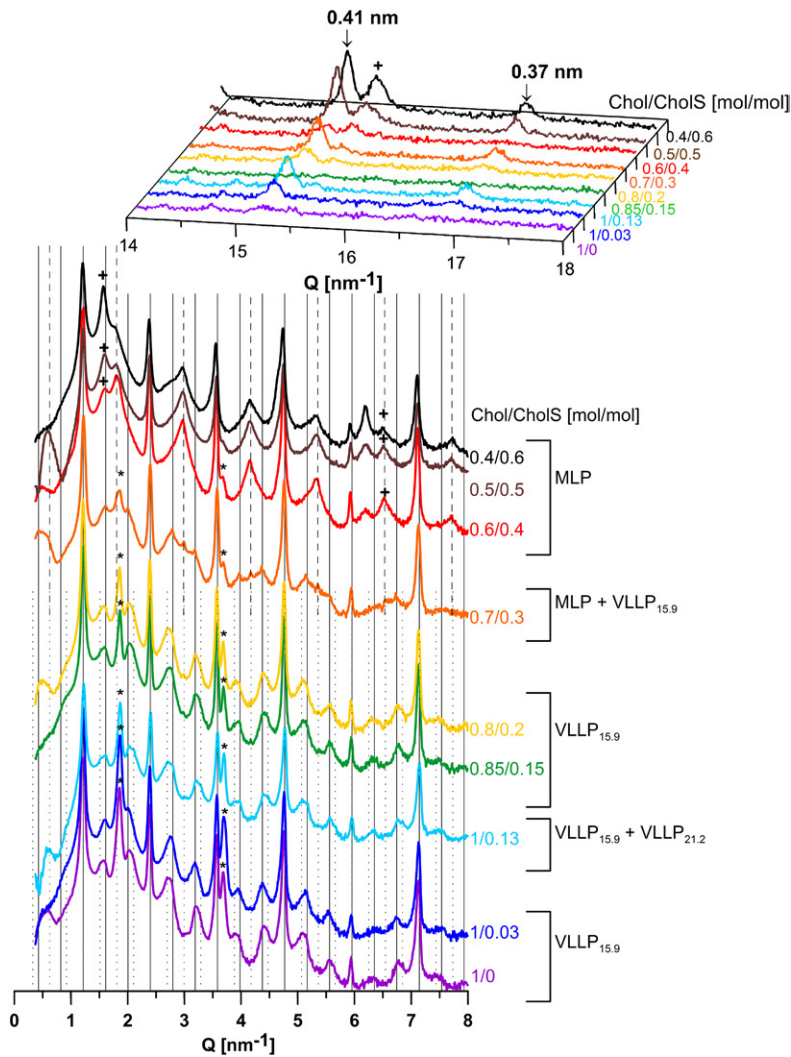 0.41 nm
+
0.37 nm
Chol/CholS [mol/mol]
0.4/0.6
0.5/0.5
0.6/0.4
0.7/0.3
0.8/0.2
0.85/0.15
1/0.13
1/0.03
1/0
14 15 16 17 18
Q [nm-1]
+
+
+
+
+
+
Chol/CholS [mol/mol]
0.4/0.6
0.5/0.5
MLP
0.6/0.4
* *
0.7/0.3
MLP + VLLP15.9
* *
* *
0.8/0.2
VLLP15.9
0.85/0.15
* *
1/0.13
VLLP15.9 + VLLP21.2
* *
1/0.03
VLLP15.9
* *
1/0
0 1 2 3 4 5 6 7 8
Q [nm-1]